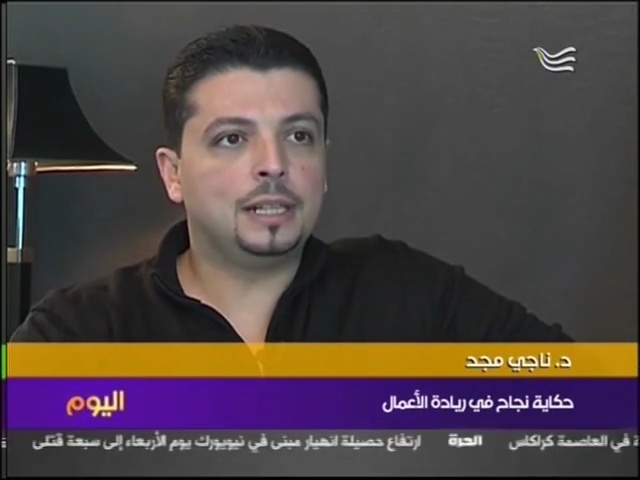 د. ناجي مجد
حكاية نجاح في ريادة الأعمال
اليوم
ة في العاصمة كراكاس الحرة ارتفاع حصيلة انهيار مبنى في نيويورك يوم الأربعاء إلى سبعة قتلى